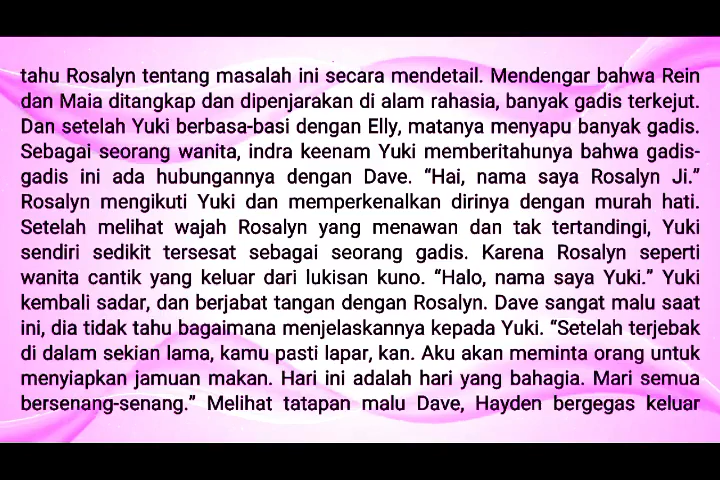 tahu Rosalyn tentang masalah ini secara mendetail. Mendengar bahwa Rein
dan Maia ditangkap dan dipenjarakan di alam rahasia, banyak gadis terkejut.
Dan setelah Yuki berbasa-basi dengan Elly, matanya menyapu banyak gadis.
Sebagai seorang wanita, indra keenam Yuki memberitahunya bahwa gadis-
gadis ini ada hubungannya dengan Dave. “Hai, nama saya Rosalyn Ji.”
Rosalyn mengikuti Yuki dan memperkenalkan dirinya dengan murah hati.
Setelah melihat wajah Rosalyn yang menawan dan tak tertandingi, Yuki
sendiri sedikit tersesat sebagai seorang gadis. Karena Rosalyn seperti
wanita cantik yang keluar dari lukisan kuno. “Halo, nama saya Yuki.” Yuki
kembali sadar, dan berjabat tangan dengan Rosalyn. Dave sangat malu saat
ini, dia tidak tahu bagaimana menjelaskannya kepada Yuki. “Setelah terjebak
di dalam sekian lama, kamu pasti lapar, kan. Aku akan meminta orang untuk
menyiapkan jamuan makan. Hari ini adalah hari yang bahagia. Mari semua
bersenang-senang.” Melihat tatapan malu Dave, Hayden bergegas keluar